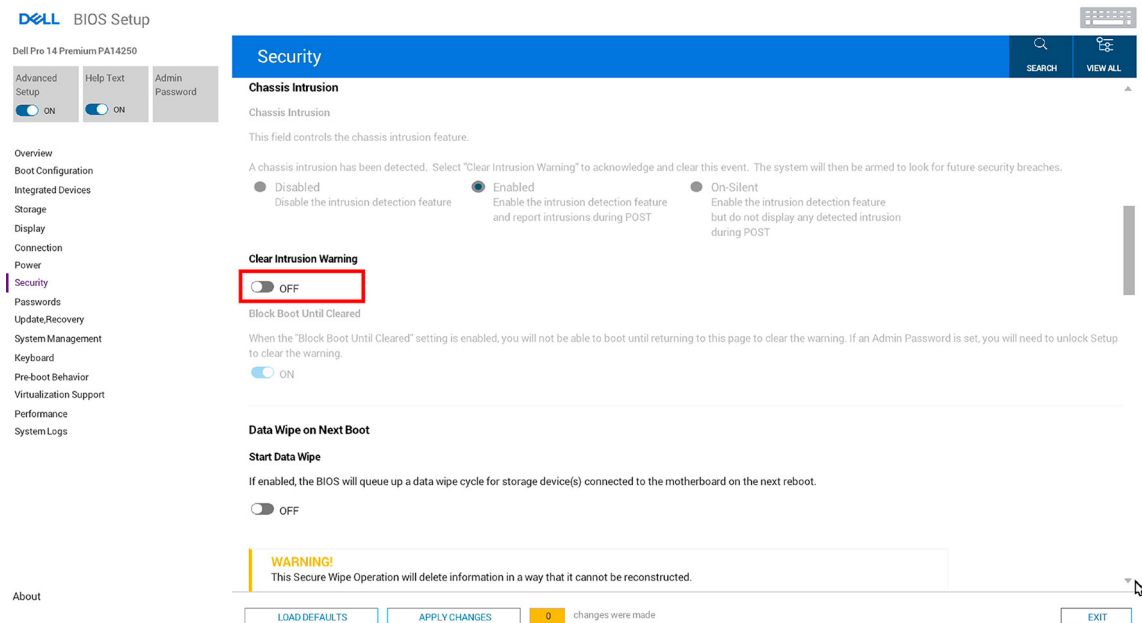 DELL BIOS Setup
Dell Pro 14 Premium PA14250
Advanced Setup
ON
Help Text
ON
Admin Password
Overview
Boot Configuration
Integrated Devices
Storage
Display
Connection
Power
Security
Passwords
Update,Recovery
System Management
Keyboard
Pre-boot Behavior
Virtualization Support
Performance
System Logs
About
Security
SEARCH
VIEW ALL
Chassis Intrusion
Chassis Intrusion
This field controls the chassis intrusion feature.
A chassis intrusion has been detected. Select "Clear Intrusion Warning" to acknowledge and clear this event. The system will then be armed to look for future security breaches.
Disabled
Disable the intrusion detection feature
Enabled
Enable the intrusion detection feature
and report intrusions during POST
On-Silent
Enable the intrusion detection feature
but do not display any detected intrusion
during POST
Clear Intrusion Warning
OFF
Block Boot Until Cleared
When the "Block Boot Until Cleared" setting is enabled, you will not be able to boot until returning to this page to clear the warning. If an Admin Password is set, you will need to unlock Setup
to clear the warning.
ON
Data Wipe on Next Boot
Start Data Wipe
If enabled, the BIOS will queue up a data wipe cycle for storage device(s) connected to the motherboard on the next reboot.
OFF
WARNING!
This Secure Wipe Operation will delete information in a way that it cannot be reconstructed.
LOAD DEFAULTS
APPLY CHANGES
0 changes were made
EXIT